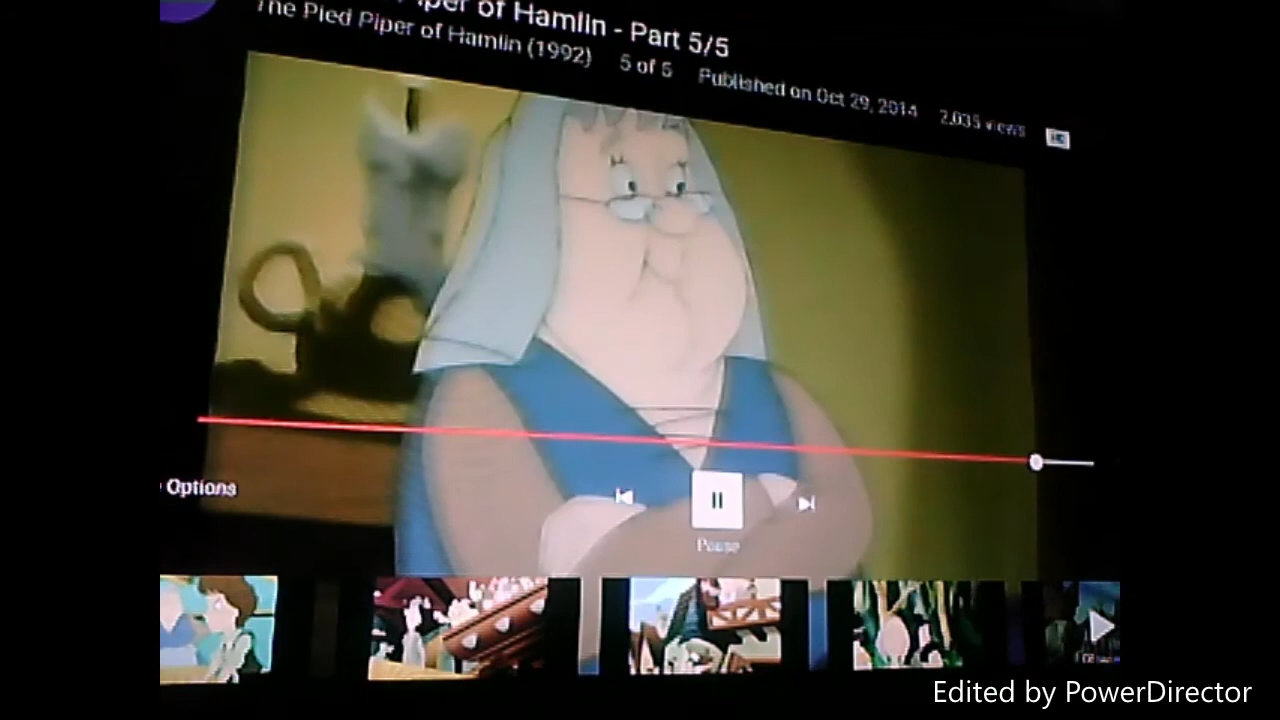 Piper of Hamlin - Part 5/5
The Pied Piper of Hamlin (1992) 5 of 5 Published on Oct 29, 2014 2,035 views
Options
Pause
Edited by PowerDirector